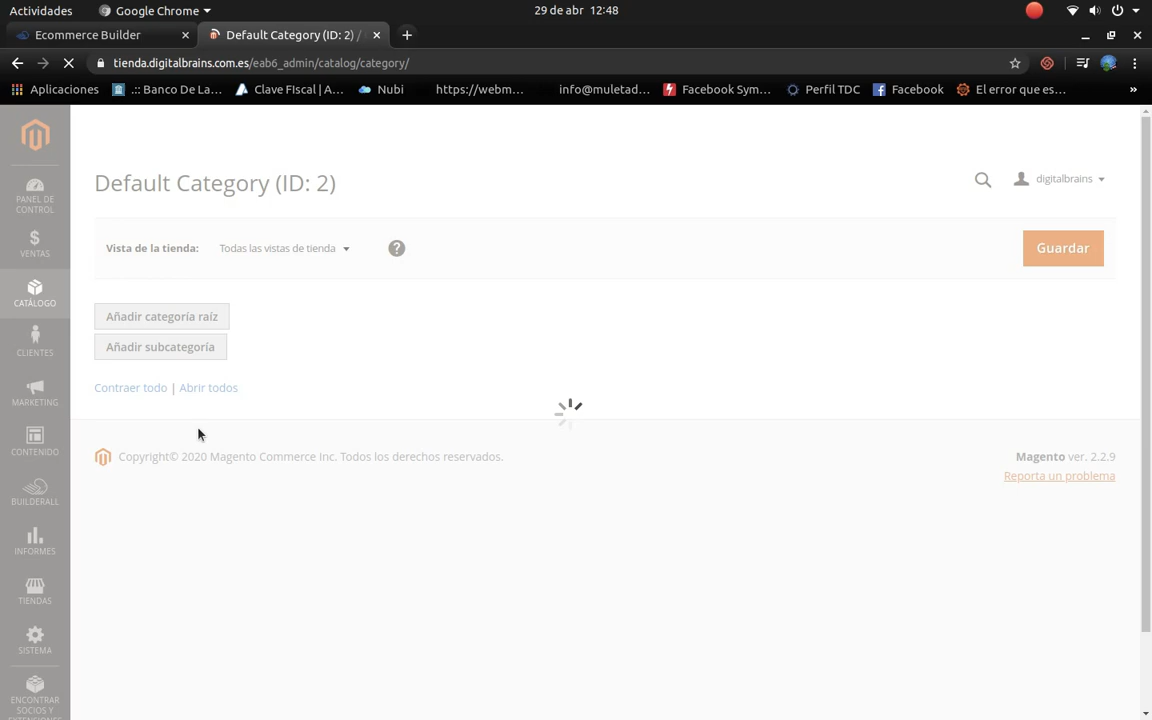 Actividades
Google Chrome
29 de abr 12:48
Ecommerce Builder
Default Category (ID: 2) /
tienda.digitalbrains.com.es/eab6_admin/catalog/category/
Aplicaciones
.:: Banco De La…
Clave FIscal | A…
Nubi
https://webm…
info@muletad…
Facebook Sym…
Perfil TDC
Facebook
El error que es…
»
PANEL DE CONTROL
VENTAS
CATÁLOGO
CLIENTES
MARKETING
CONTENIDO
BUILDERALL
INFORMES
TIENDAS
SISTEMA
ENCONTRAR SOCIOS Y EXTENSIONES
Default Category (ID: 2)
digitalbrains
Vista de la tienda:
Todas las vistas de tienda
?
Guardar
Añadir categoría raíz
Añadir subcategoría
Contraer todo | Abrir todos
Copyright© 2020 Magento Commerce Inc. Todos los derechos reservados.
Magento ver. 2.2.9
Reporta un problema